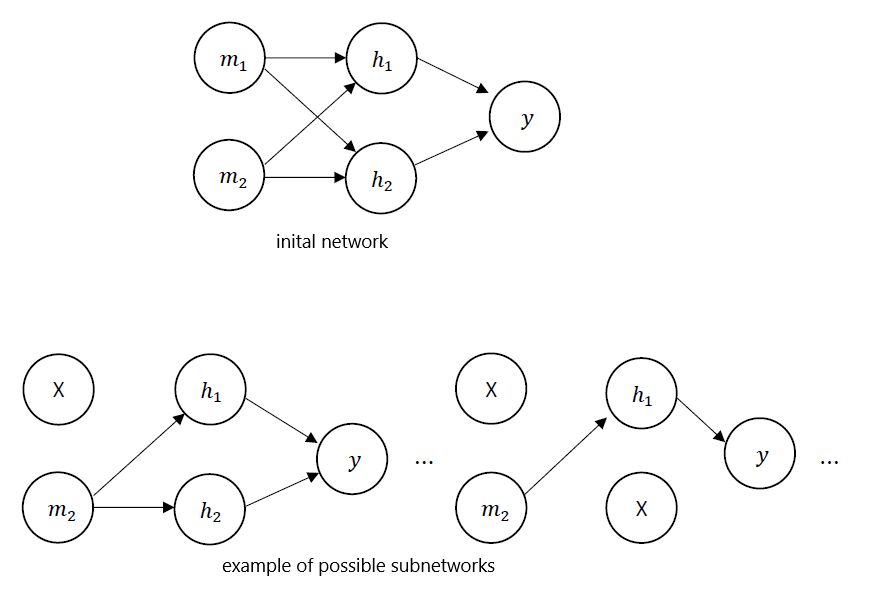 m₁ h₁
y
m₂ h₂
inital network
X h₁ X h₁
y ... y ...
m₂ h₂ m₂ X
example of possible subnetworks